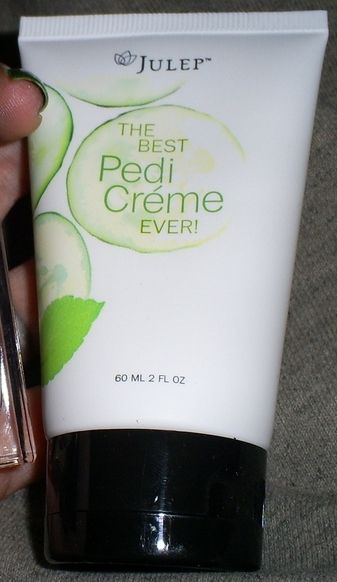 JULEP™
THE
BEST
Pedi
Créme
EVER!
60 ML 2 FL OZ